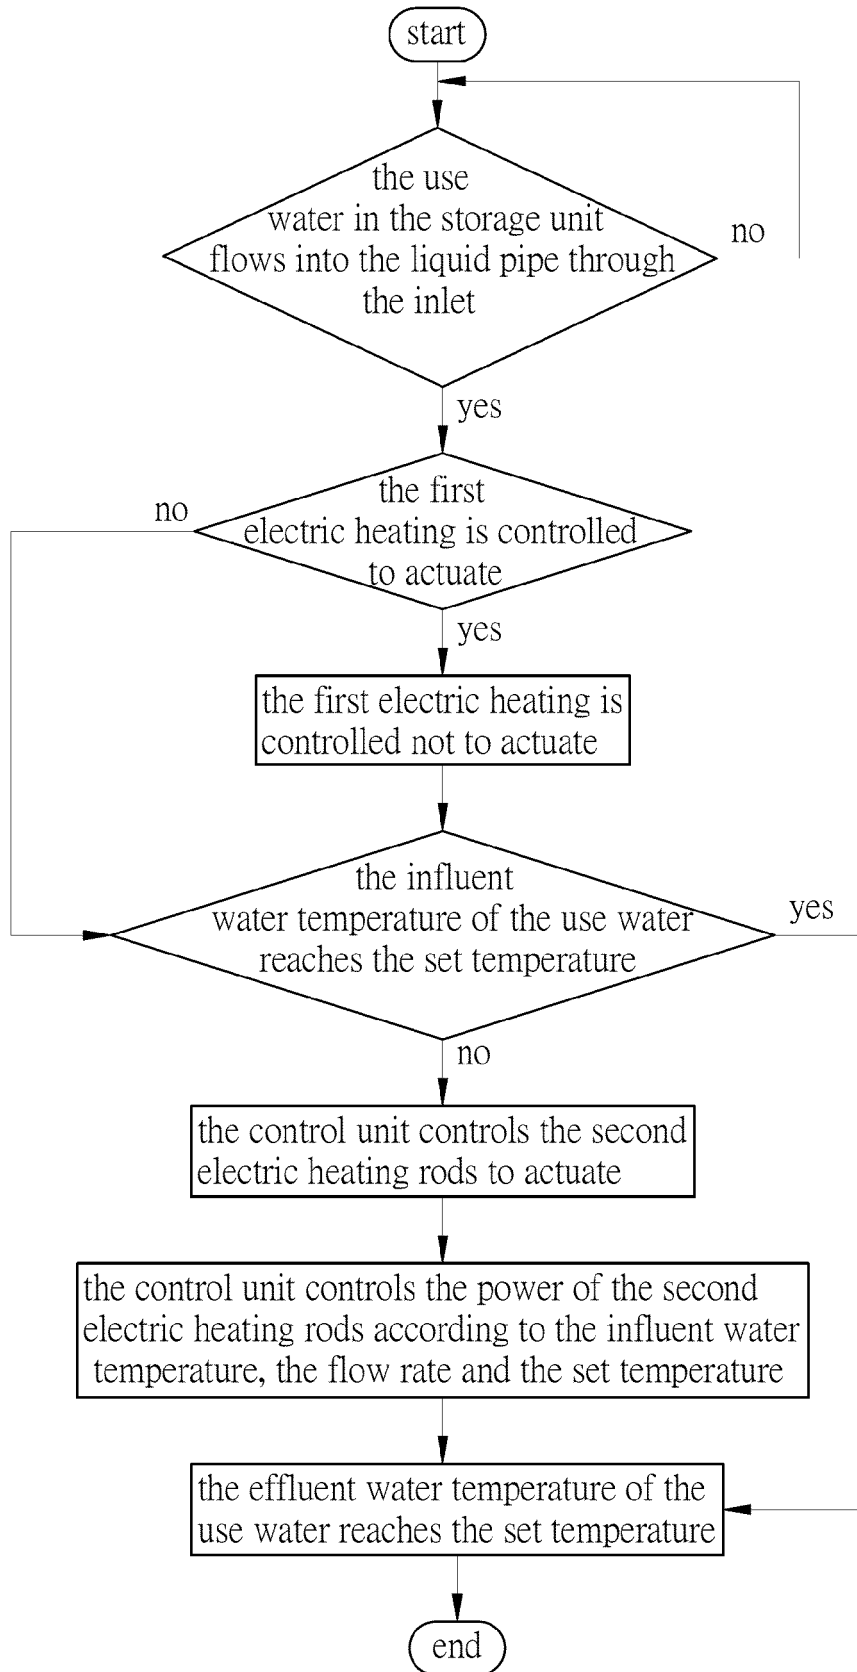 start
the use
water in the storage unit
flows into the liquid pipe through
the inlet
no
yes
the first
electric heating is controlled
to actuate
no
yes
the first electric heating is
controlled not to actuate
the influent
water temperature of the use water
reaches the set temperature
yes
no
the control unit controls the second
electric heating rods to actuate
the control unit controls the power of the second
electric heating rods according to the influent water
temperature, the flow rate and the set temperature
the effluent water temperature of the
use water reaches the set temperature
end